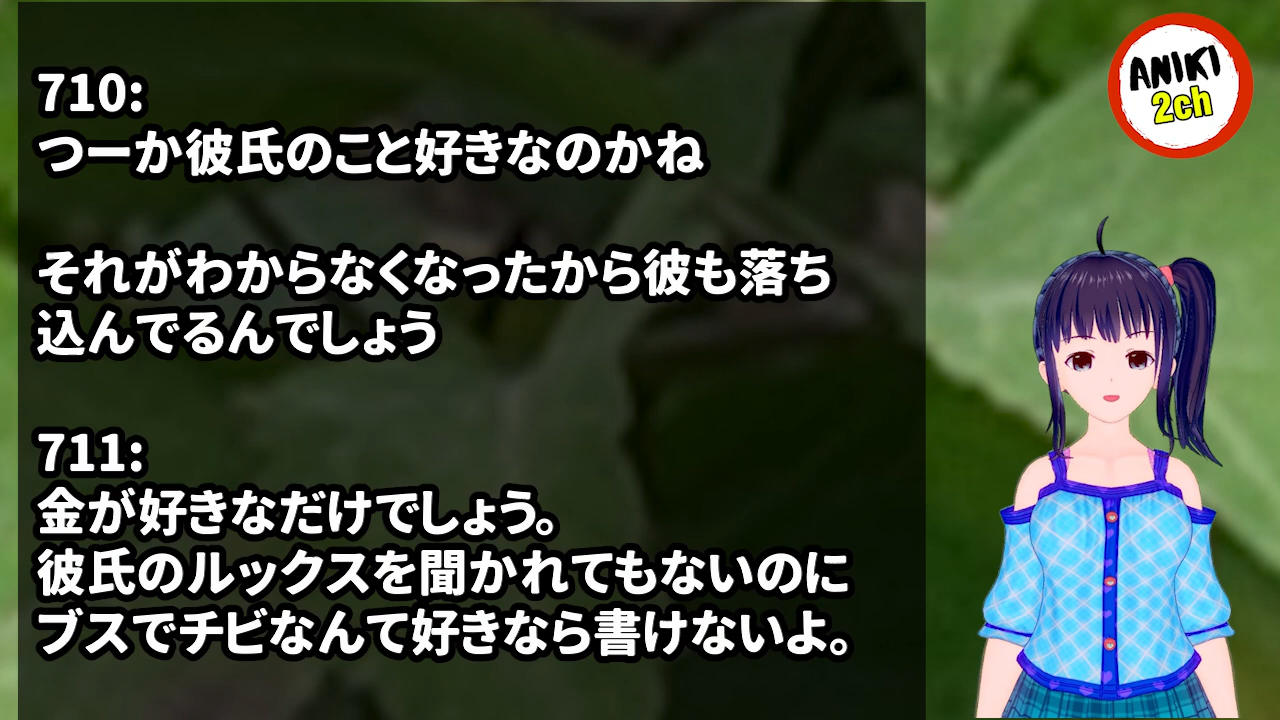 710:
つーか彼氏のこと好きなのかね
それがわからなくなったから彼も落ち
込んでるんでしょう
711:
金が好きなだけでしょう。
彼氏のルックスを聞かれてもないのに
ブスでチビなんて好きなら書けないよ。
ANIKI
2ch